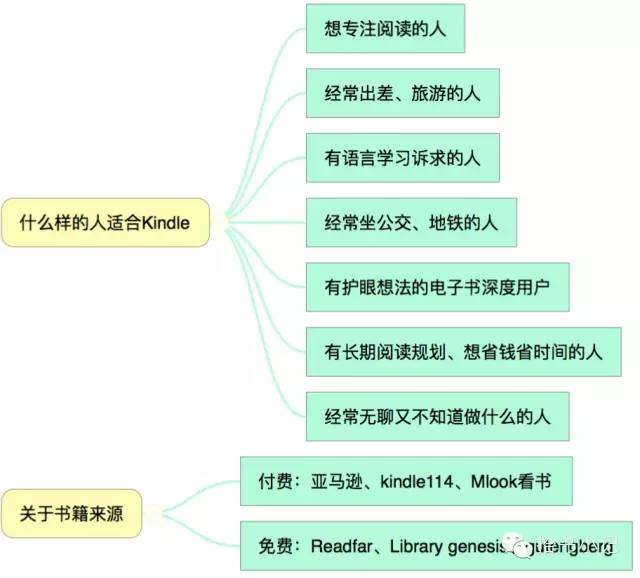 什么样的人适合Kindle
想专注阅读的人
经常出差、旅游的人
有语言学习诉求的人
经常坐公交、地铁的人
有护眼想法的电子书深度用户
有长期阅读规划、想省钱省时间的人
经常无聊又不知道做什么的人
关于书籍来源
付费：亚马逊、kindle114、Mlook看书
免费：Readfar、Library genesis、gutengberg